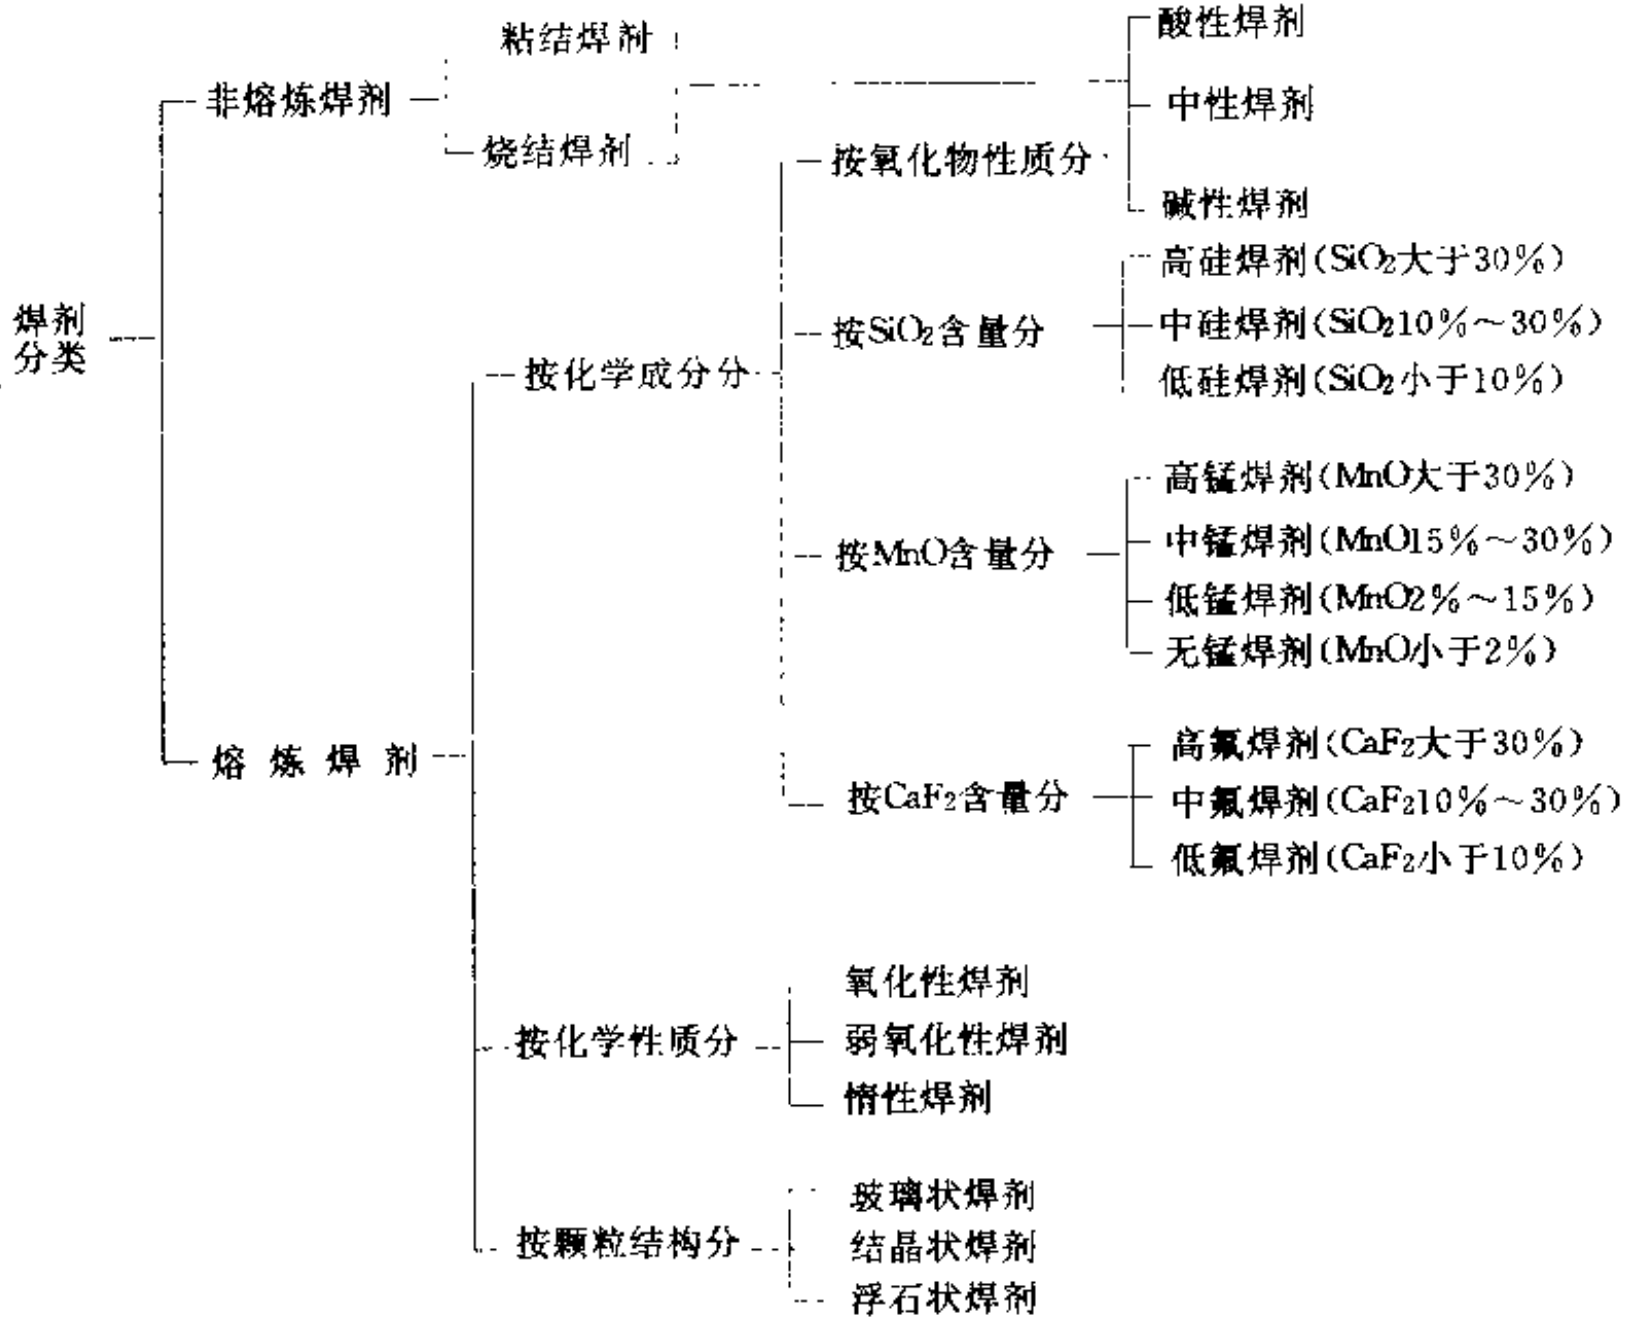 焊剂
分类
非熔炼焊剂
粘结焊剂
烧结焊剂
酸性焊剂
中性焊剂
碱性焊剂
熔炼焊剂
按化学成分分
按氧化物性质分
按SiO₂含量分
高硅焊剂(SiO₂大于30%)
中硅焊剂(SiO₂10%～30%)
低硅焊剂(SiO₂小于10%)
按MnO含量分
高锰焊剂(MnO大于30%)
中锰焊剂(MnO15%～30%)
低锰焊剂(MnO2%～15%)
无锰焊剂(MnO小于2%)
按CaF₂含量分
高氟焊剂(CaF₂大于30%)
中氟焊剂(CaF₂10%～30%)
低氟焊剂(CaF₂小于10%)
按化学性质分
氧化性焊剂
弱氧化性焊剂
惰性焊剂
按颗粒结构分
玻璃状焊剂
结晶状焊剂
浮石状焊剂